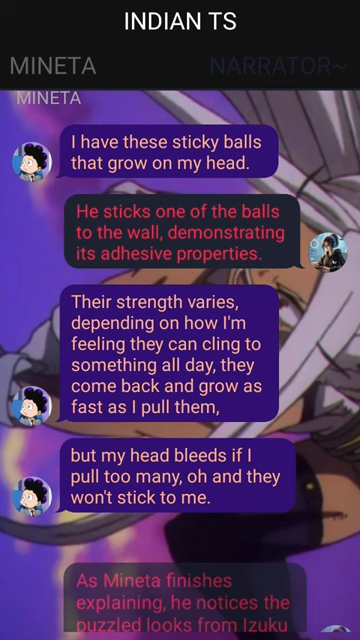 INDIAN TS
MINETA
NARRATOR~
MINETA
I have these sticky balls
that grow on my head.
He sticks one of the balls
to the wall, demonstrating
its adhesive properties.
Their strength varies,
depending on how I'm
feeling they can cling to
something all day, they
come back and grow as
fast as I pull them,
but my head bleeds if I
pull too many, oh and they
won't stick to me.
As Mineta finishes
explaining, he notices the
puzzled looks from Izuku